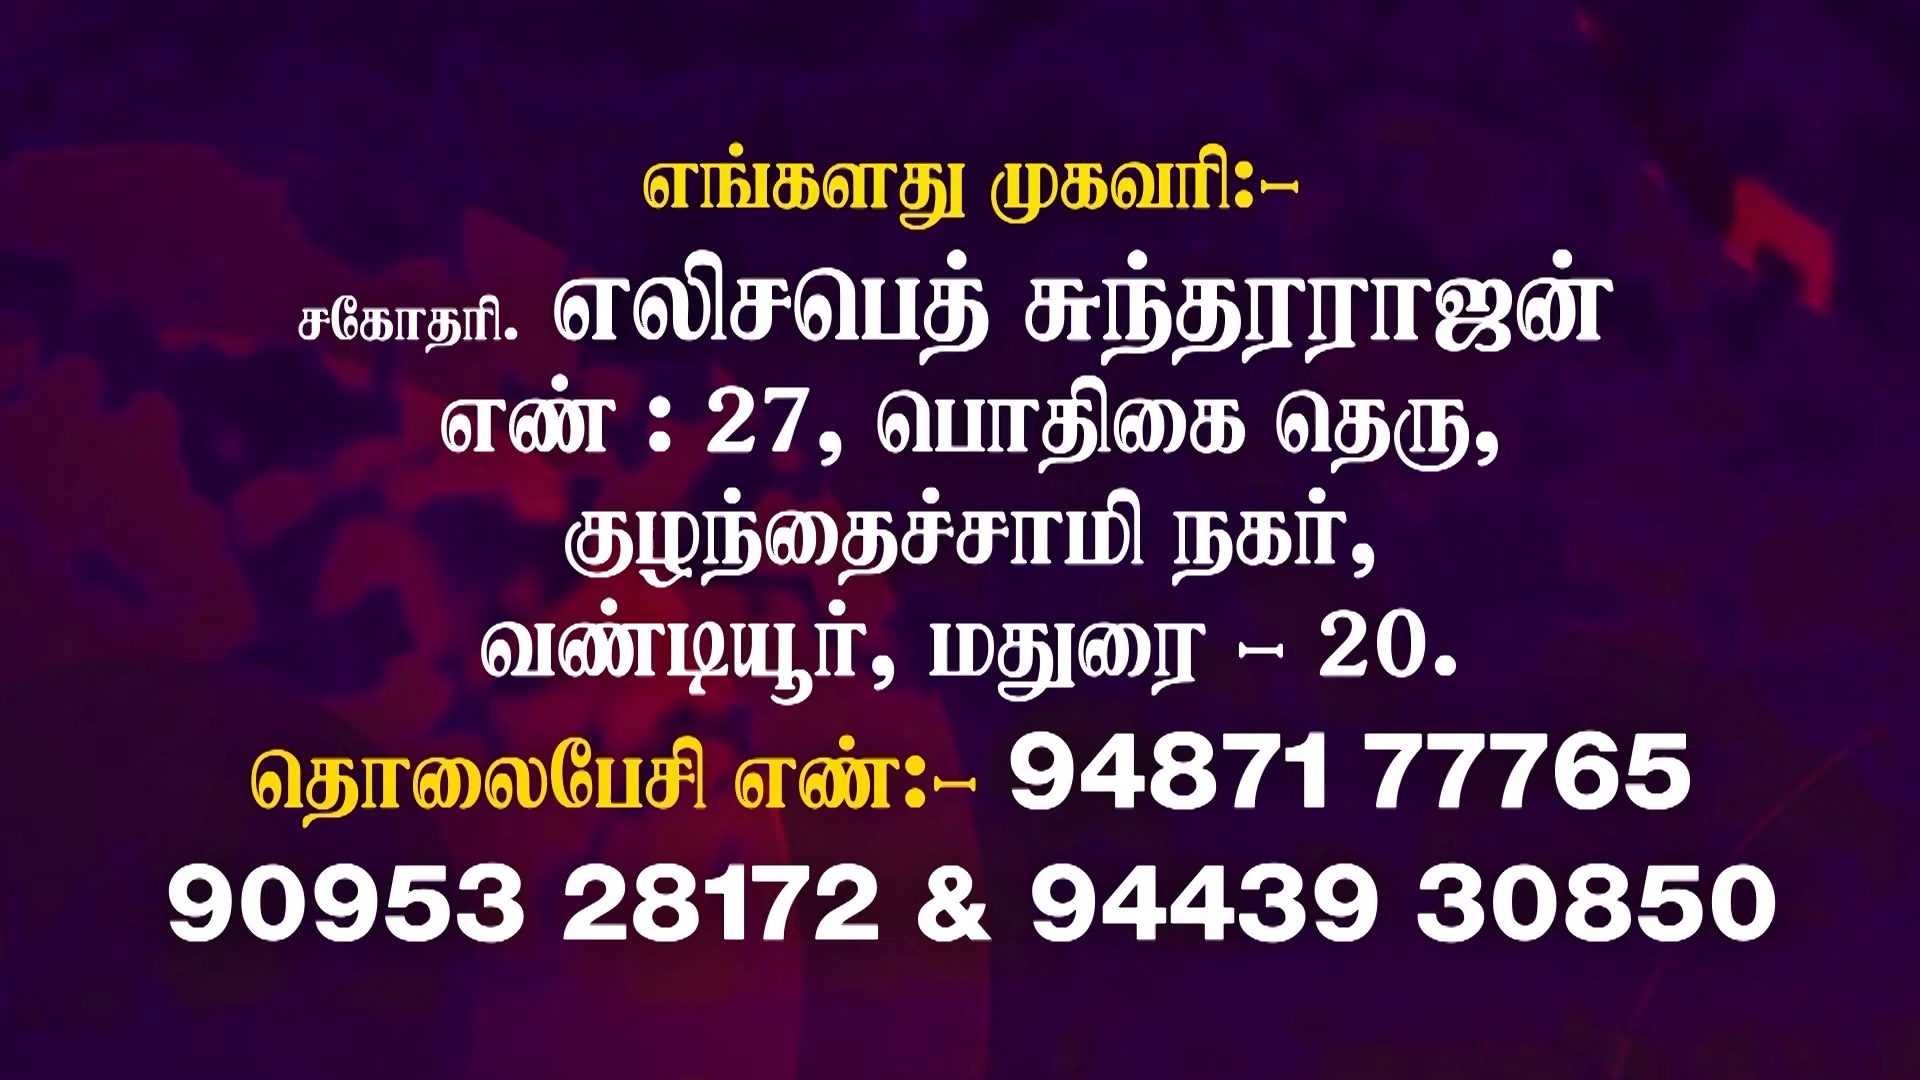 எங்களது முகவரி:-
சகோதரி. எலிசபெத் சுந்தரராஜன்
எண் : 27, பொதிகை தெரு,
குழந்தைச்சாமி நகர்,
வண்டியூர், மதுரை - 20.
தொலைபேசி எண்:- 94871 77765
90953 28172 & 94439 30850